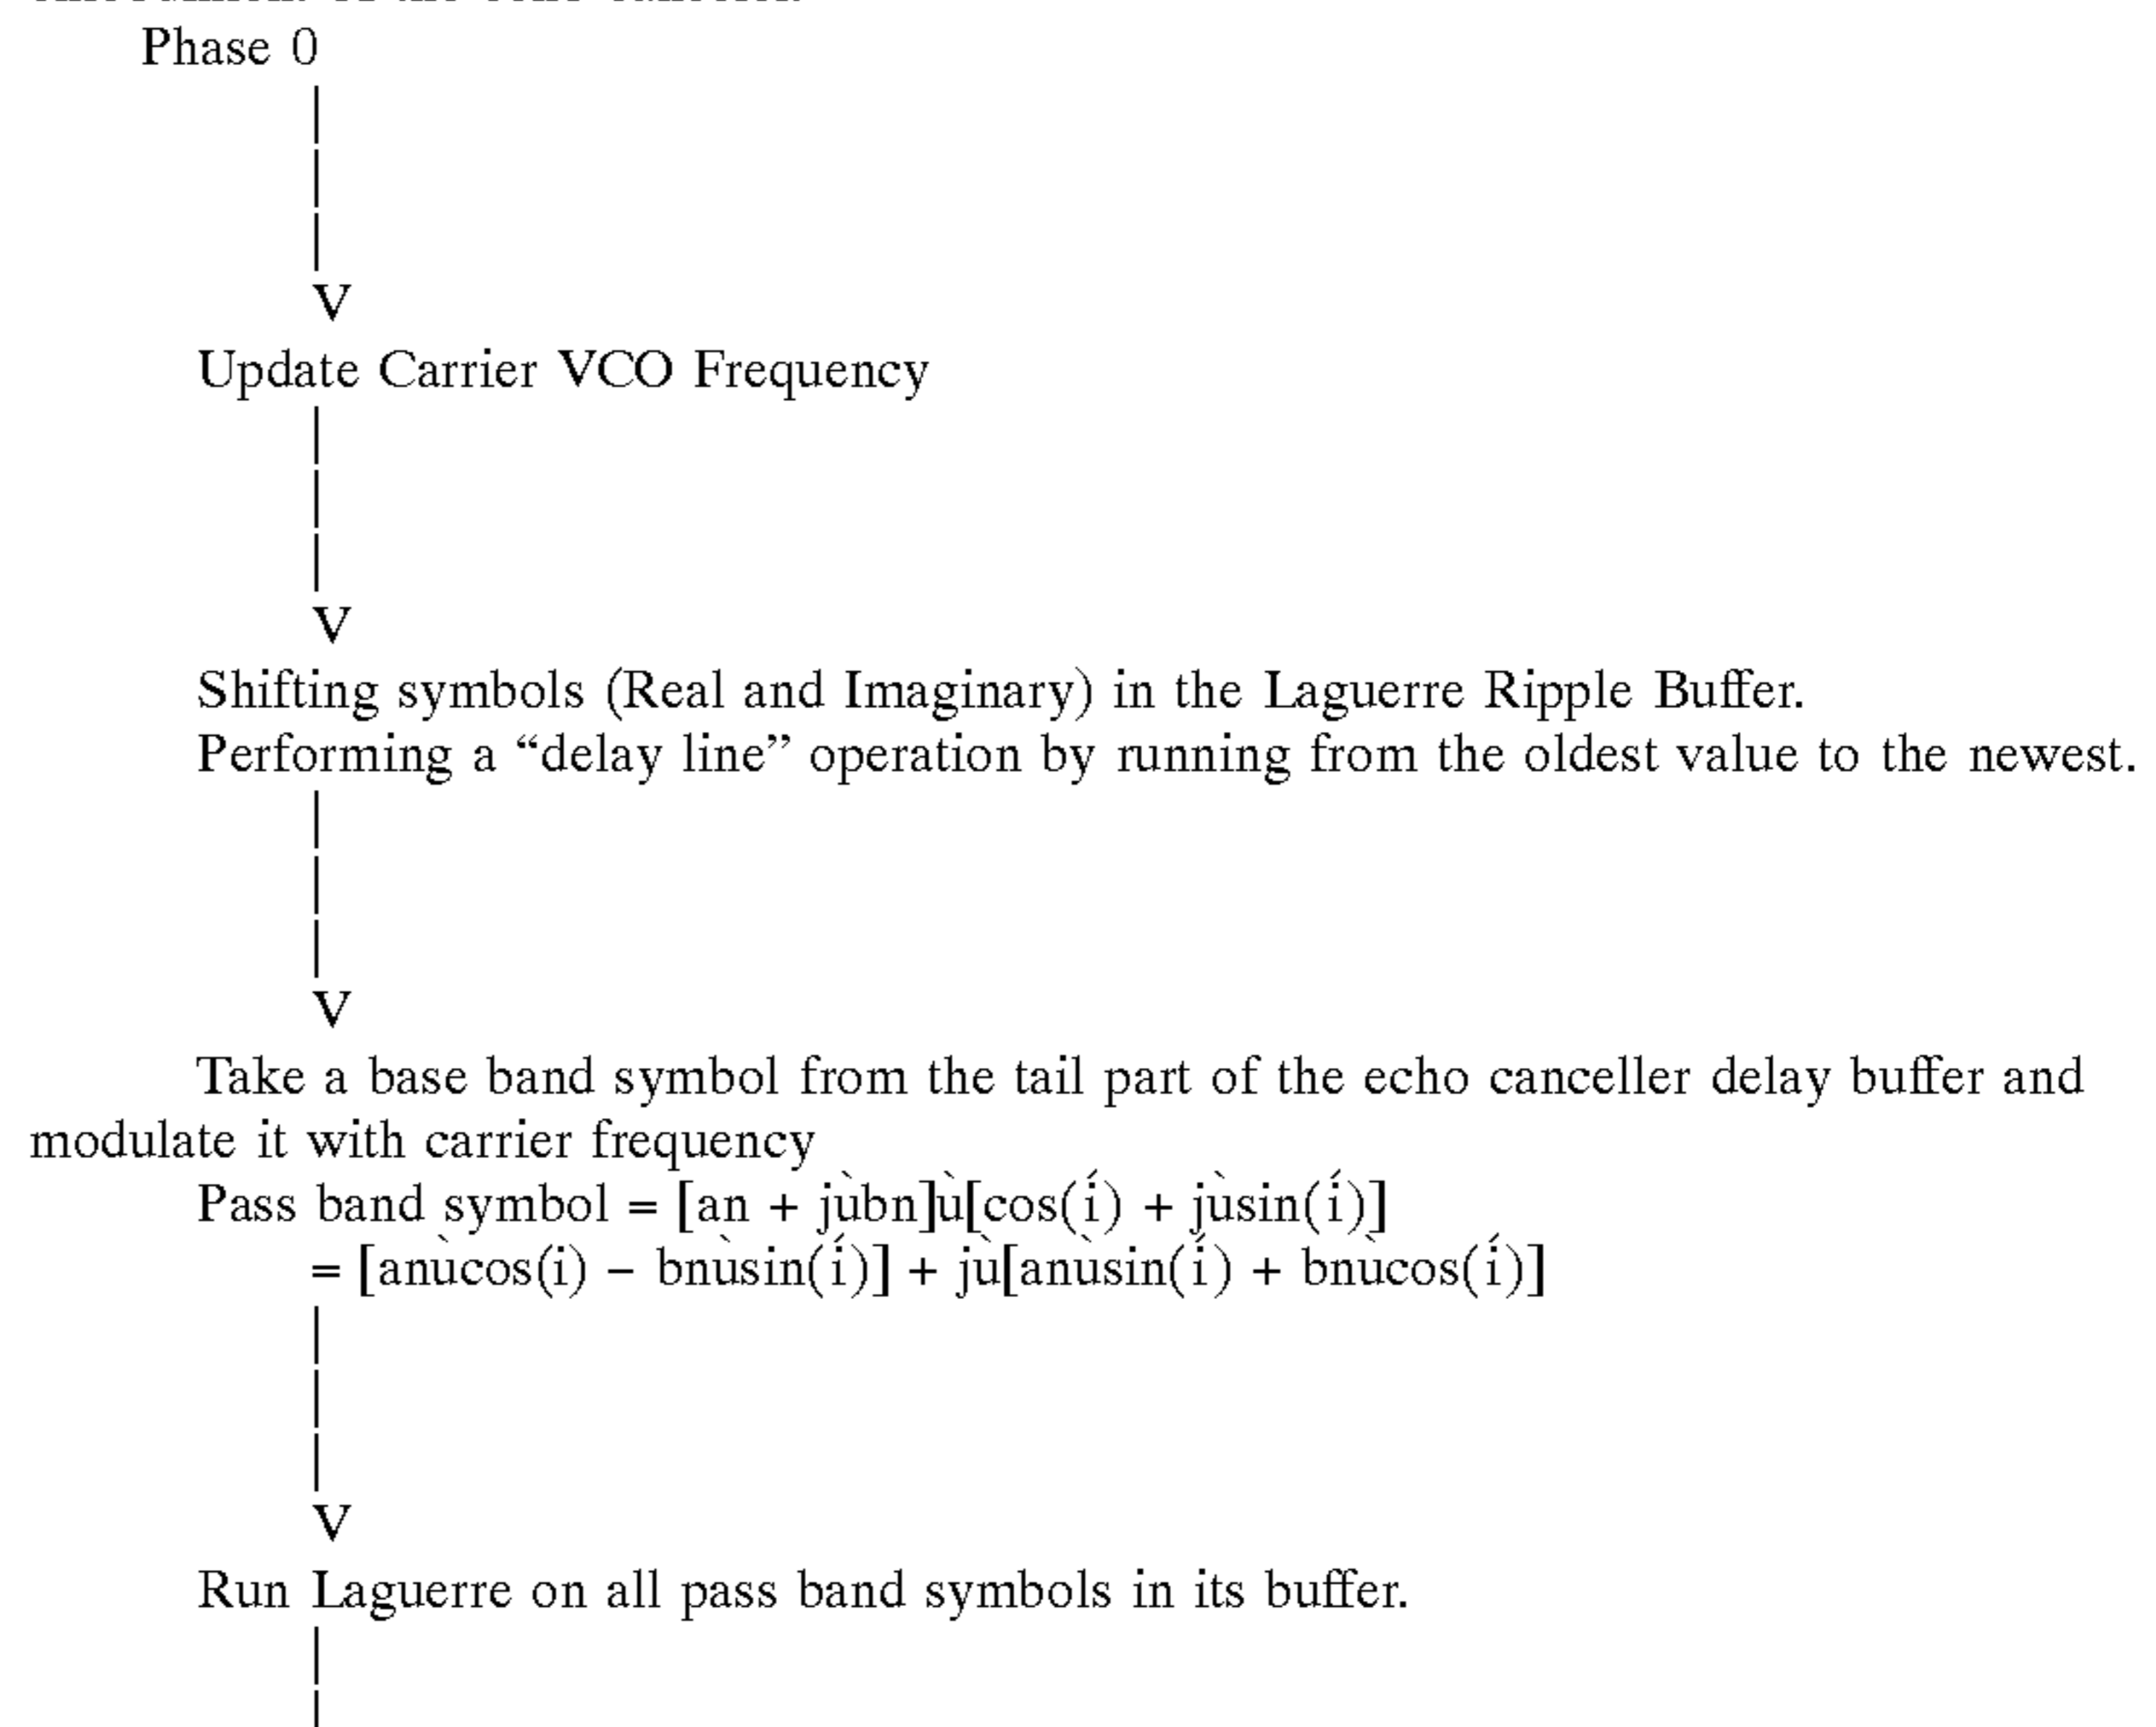 Phase 0
|
|
|
V
Update Carrier VCO Frequency
|
|
|
V
Shifting symbols (Real and Imaginary) in the Laguerre Ripple Buffer.
Performing a “delay line” operation by running from the oldest value to the newest.
|
|
|
V
Take a base band symbol from the tail part of the echo canceller delay buffer and
modulate it with carrier frequency
Pass band symbol = [an + jùbn]ù[cos(í) + jùsin(í)]
= [anùcos(i) − bnùsin(í)] + jù[anùsin(í) + bnùcos(í)]
|
|
|
V
Run Laguerre on all pass band symbols in its buffer.
|
|